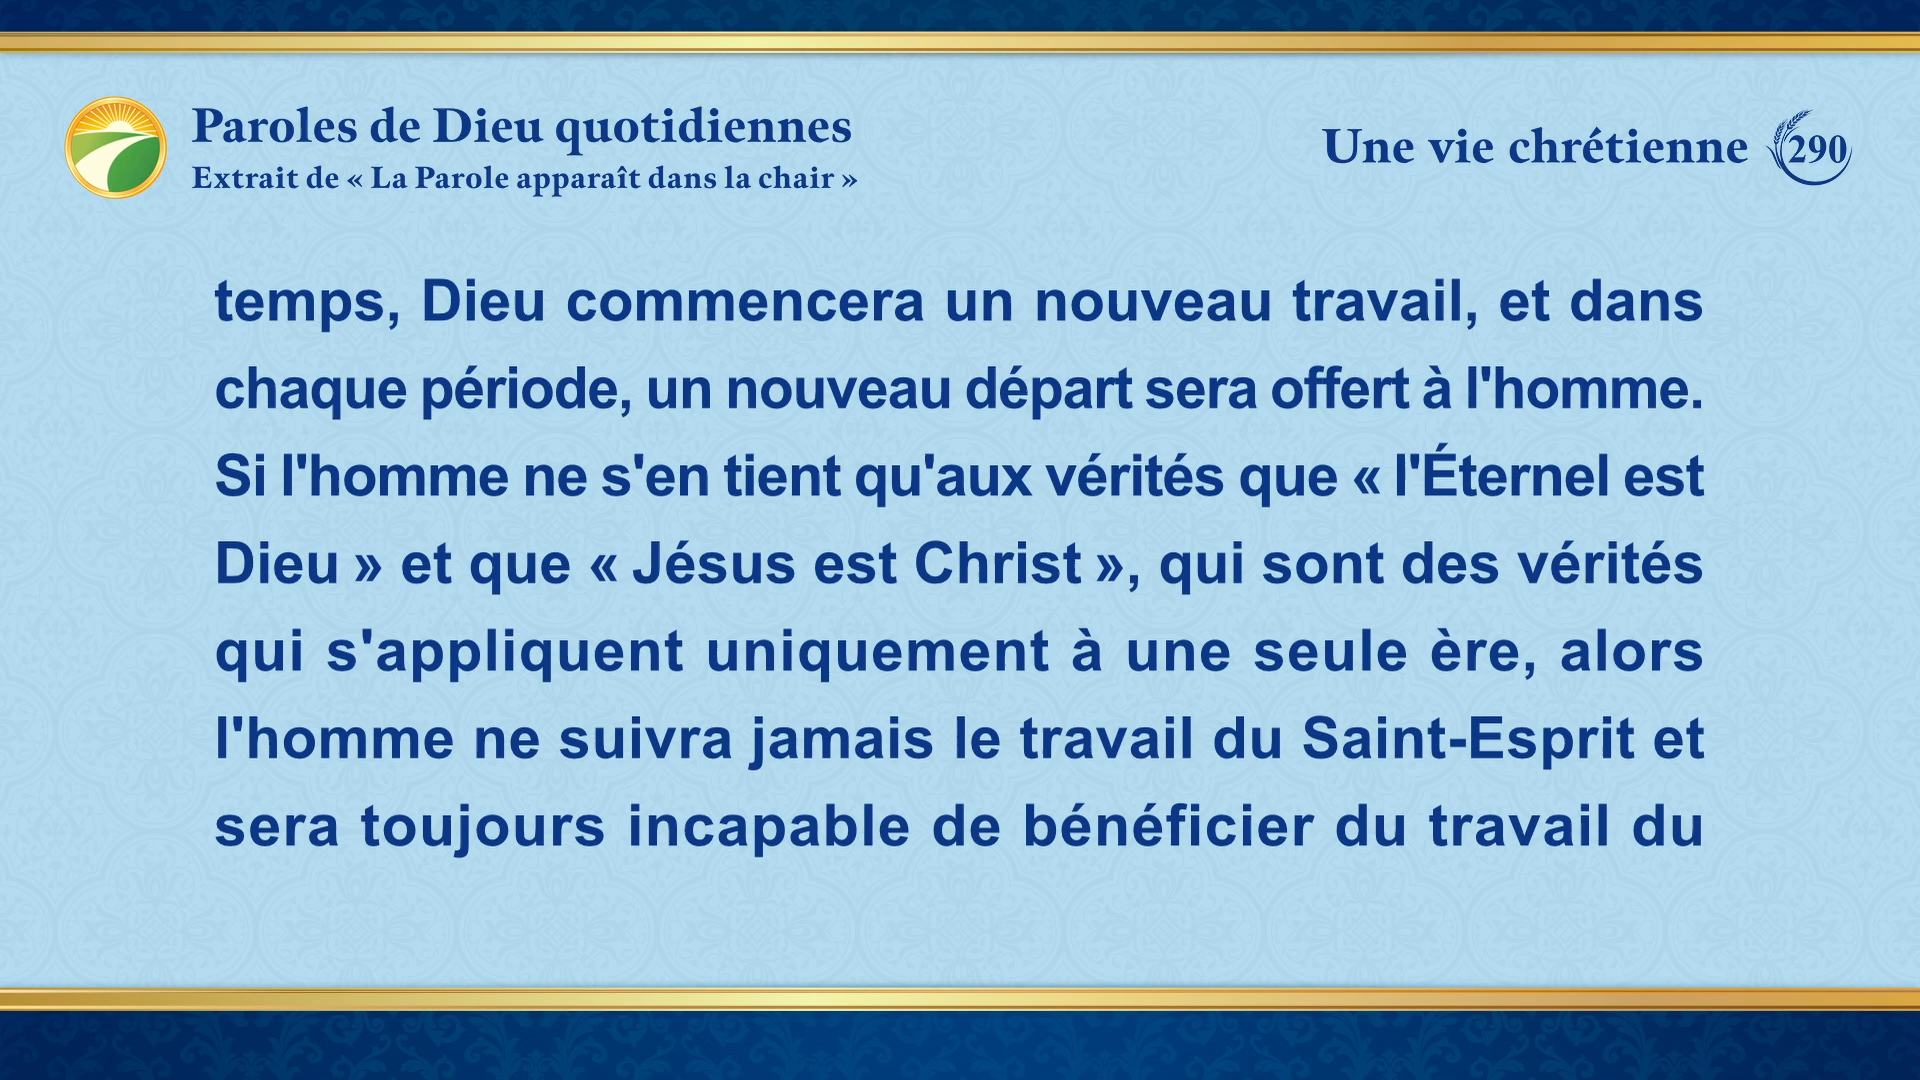 Paroles de Dieu quotidiennes
Extrait de « La Parole apparaît dans la chair »
Une vie chrétienne 290
temps, Dieu commencera un nouveau travail, et dans
chaque période, un nouveau départ sera offert à l'homme.
Si l'homme ne s'en tient qu'aux vérités que « l'Éternel est
Dieu » et que « Jésus est Christ », qui sont des vérités
qui s'appliquent uniquement à une seule ère, alors
l'homme ne suivra jamais le travail du Saint-Esprit et
sera toujours incapable de bénéficier du travail du